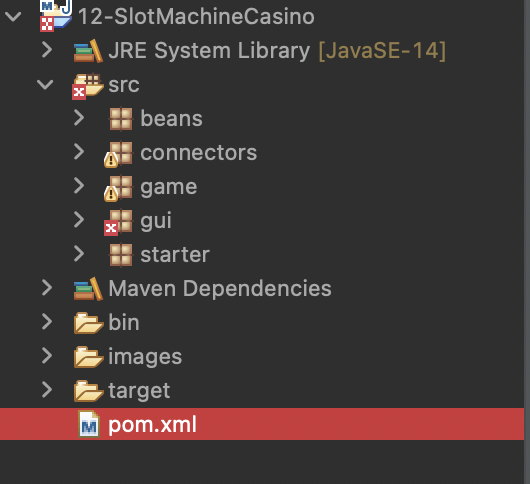 12-SlotMachineCasino
JRE System Library [JavaSE-14]
src
beans
connectors
game
gui
starter
Maven Dependencies
bin
images
target
pom.xml